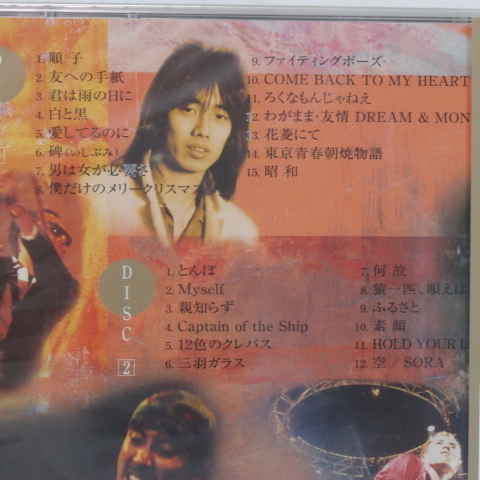 1. 順子
2. 友への手紙
3. 君は雨の日に
4. 白と黒
5. 愛してるのに
6. 碑(いしぶみ)
7. 男は女が必要さ
8. 僕だけのメリークリスマス
9. ファイティングポーズ
10. COME BACK TO MY HEART
11. ろくなもんじゃねえ
12. わがまま・友情 DREAM & MON
13. 花菱にて
14. 東京青春朝焼物語
15. 昭和
DISC 2
1. とんぼ
2. Myself
3. 親知らず
4. Captain of the Ship
5. 12色のクレパス
6. 三羽ガラス
7. 何故
8. 猿一匹、唄えば
9. ふるさと
10. 素顔
11. HOLD YOUR L
12. 空 / SORA